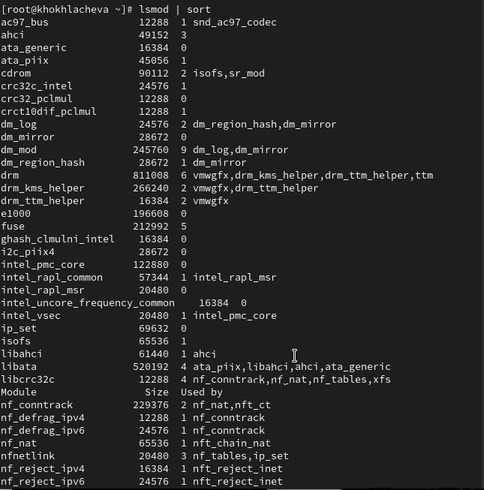 [root@khokhlacheva ~]# lsmod | sort
ac97_bus 12288 1 snd_ac97_codec
ahci 49152 3
ata_generic 16384 0
ata_piix 45056 1
cdrom 90112 2 isofs,sr_mod
crc32c_intel 24576 1
crc32_pclmul 12288 0
crct10dif_pclmul 12288 1
dm_log 24576 2 dm_region_hash,dm_mirror
dm_mirror 28672 0
dm_mod 245760 9 dm_log,dm_mirror
dm_region_hash 28672 1 dm_mirror
drm 811008 6 vmwgfx,drm_kms_helper,drm_ttm_helper,ttm
drm_kms_helper 266240 2 vmwgfx,drm_ttm_helper
drm_ttm_helper 16384 2 vmwgfx
e1000 196608 0
fuse 212992 5
ghash_clmulni_intel 16384 0
i2c_piix4 28672 0
intel_pmc_core 122880 0
intel_rapl_common 57344 1 intel_rapl_msr
intel_rapl_msr 20480 0
intel_uncore_frequency_common 16384 0
intel_vsec 20480 1 intel_pmc_core
ip_set 69632 0
isofs 65536 1
libahci 61440 1 ahci
libata 520192 4 ata_piix,libahci,ahci,ata_generic
libcrc32c 12288 4 nf_conntrack,nf_nat,nf_tables,xfs
Module Size Used by
nf_conntrack 229376 2 nf_nat,nft_ct
nf_defrag_ipv4 12288 1 nf_conntrack
nf_defrag_ipv6 24576 1 nf_conntrack
nf_nat 65536 1 nft_chain_nat
nfnetlink 20480 3 nf_tables,ip_set
nf_reject_ipv4 16384 1 nft_reject_inet
nf_reject_ipv6 24576 1 nft_reject_inet